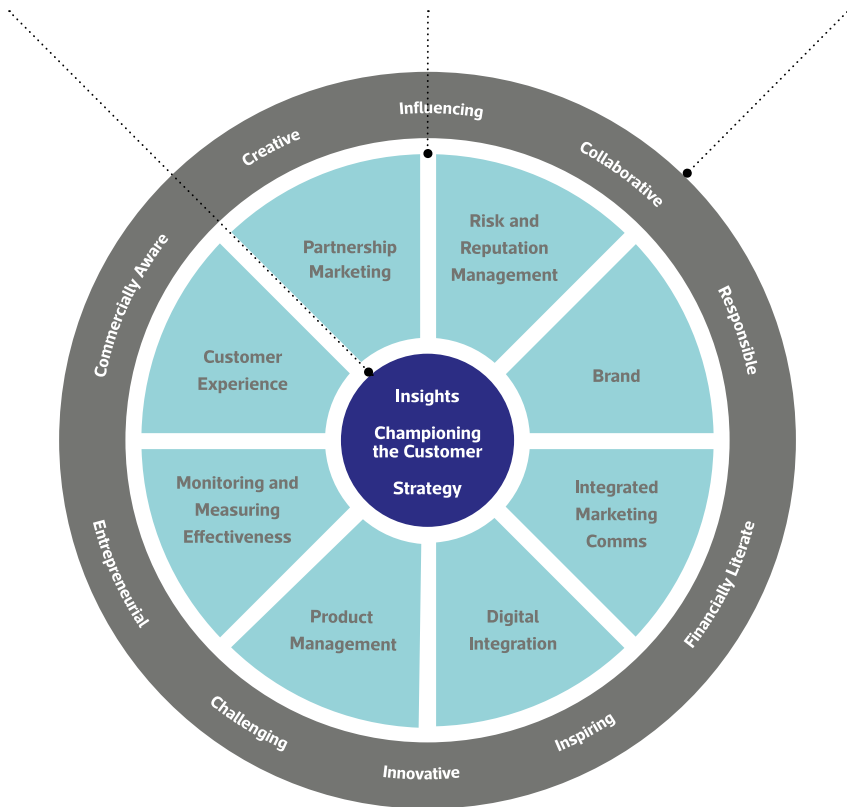 Influencing
Creative
Collaborative
Commercially Aware
Responsible
Entrepreneurial
Financially Literate
Challenging
Inspiring
Innovative
Partnership
Marketing
Risk and
Reputation
Management
Customer
Experience
Brand
Insights
Championing
the Customer
Strategy
Monitoring and
Measuring
Effectiveness
Integrated
Marketing
Comms
Product
Management
Digital
Integration